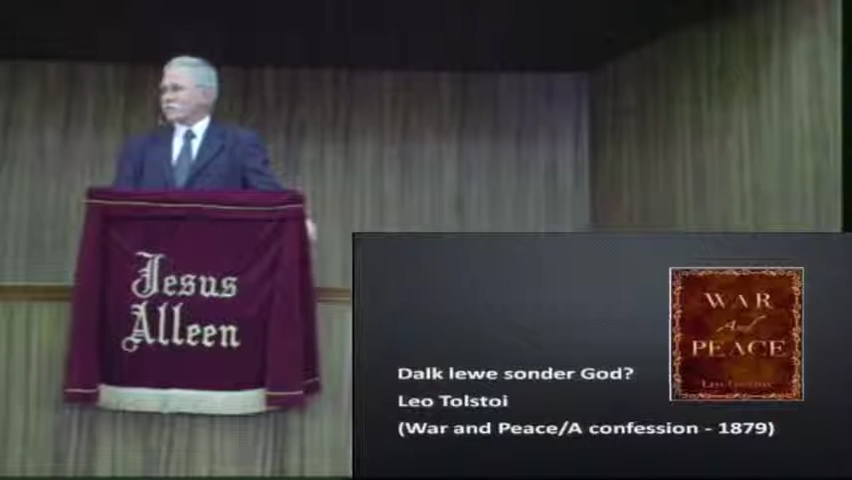 Jesus
Alleen
WAR
And
PEACE
Dalk lewe sonder God?
Leo Tolstoi
(War and Peace/A confession - 1879)